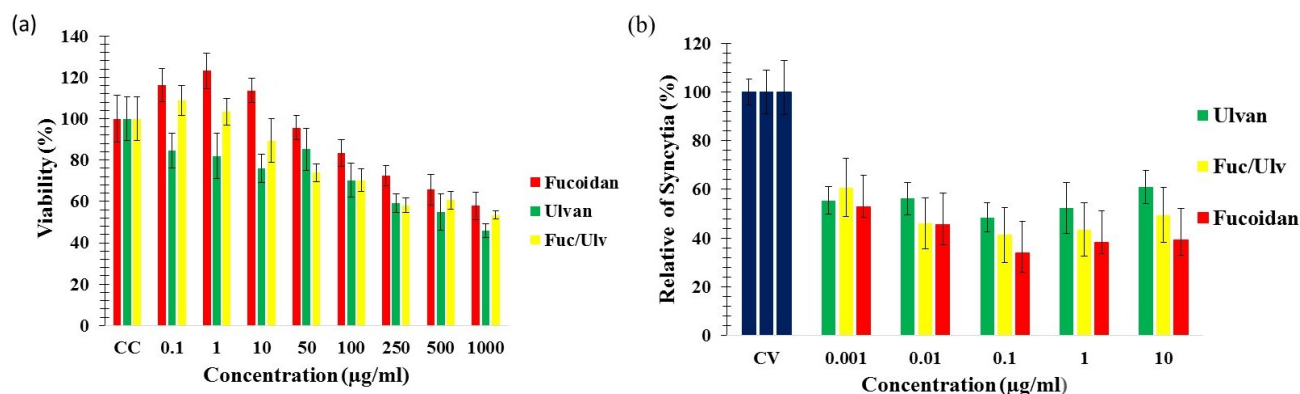 (a)
Viability (%)
140
120
100
80
60
40
20
0
CC 0.1 1 10 50 100 250 500 1000
Concentration (µg/ml)
Fucoidan
Ulvan
Fuc/Ulv
(b)
Relative of Syncytia (%)
120
100
80
60
40
20
0
CV 0.001 0.01 0.1 1 10
Concentration (µg/ml)
Ulvan
Fuc/Ulv
Fucoidan